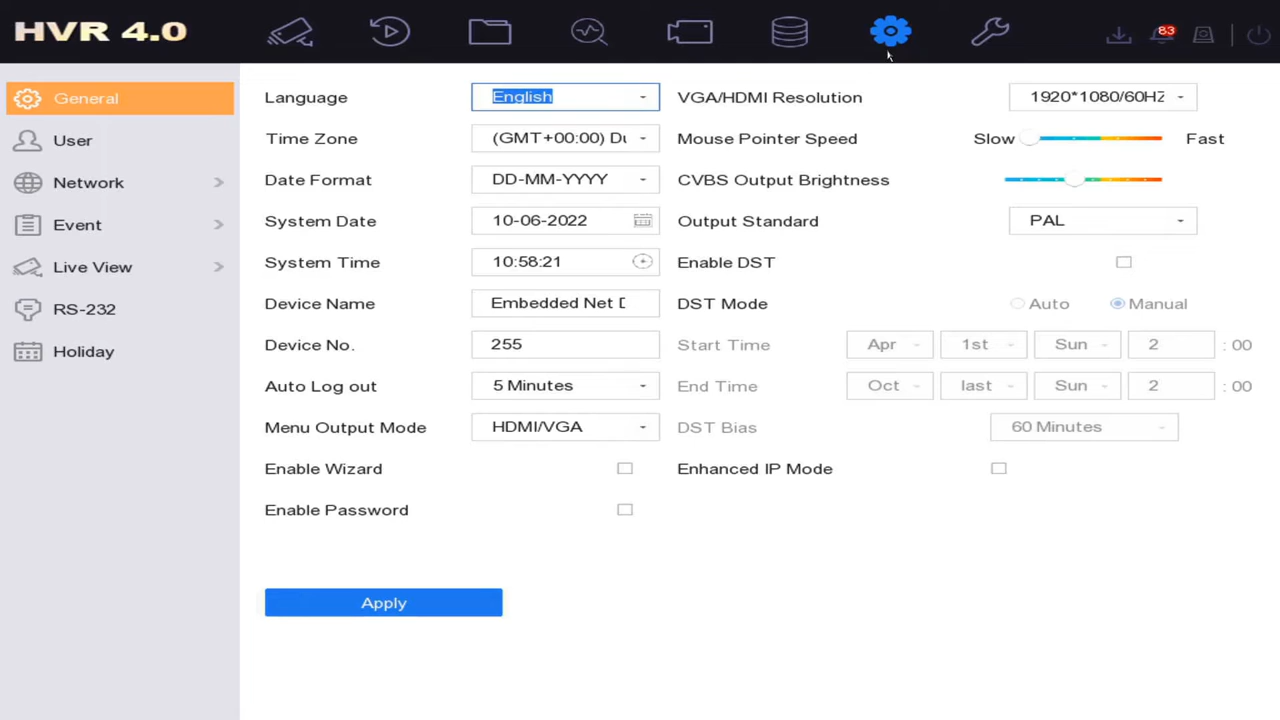 HVR 4.0
83
General
User
Network
Event
Live View
RS-232
Holiday
Language English
Time Zone (GMT+00:00) Du
Date Format DD-MM-YYYY
System Date 10-06-2022
System Time 10:58:21
Device Name Embedded Net D
Device No. 255
Auto Log out 5 Minutes
Menu Output Mode HDMI/VGA
Enable Wizard
Enable Password
VGA/HDMI Resolution 1920*1080/60HZ
Mouse Pointer Speed Slow Fast
CVBS Output Brightness
Output Standard PAL
Enable DST
DST Mode Auto Manual
Start Time Apr 1st Sun 2 : 00
End Time Oct last Sun 2 : 00
DST Bias 60 Minutes
Enhanced IP Mode
Apply